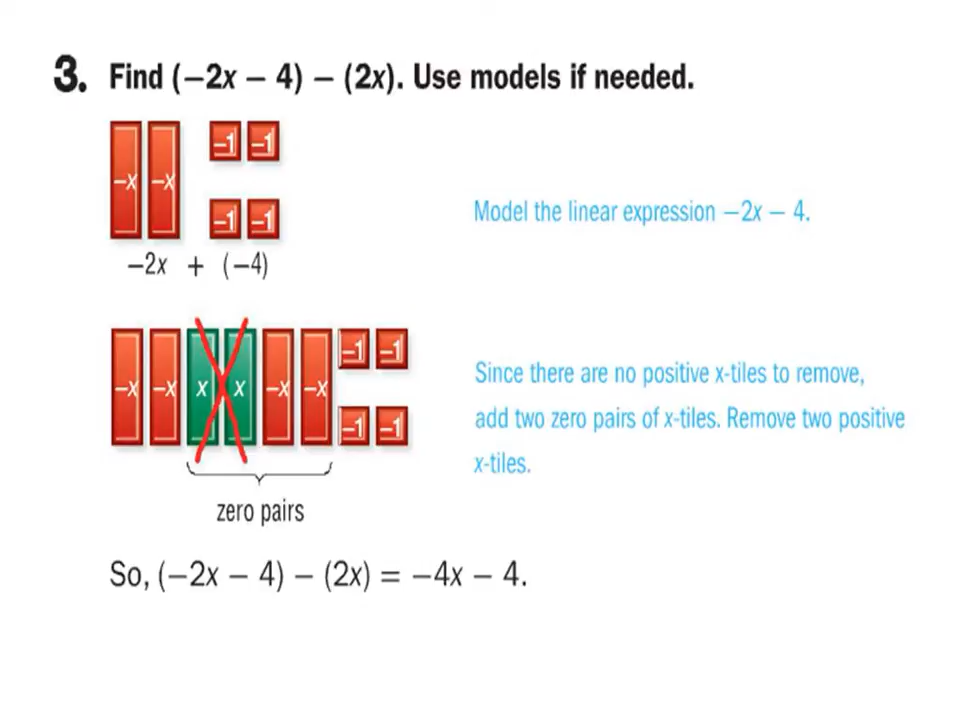 3. Find (−2x − 4) − (2x). Use models if needed.
−x −x −1 −1
−1 −1
Model the linear expression −2x − 4.
−2x + (−4)
−x −x x x −x −x −1 −1
−1 −1
Since there are no positive x-tiles to remove,
add two zero pairs of x-tiles. Remove two positive
x-tiles.
zero pairs
So, (−2x − 4) − (2x) = −4x − 4.